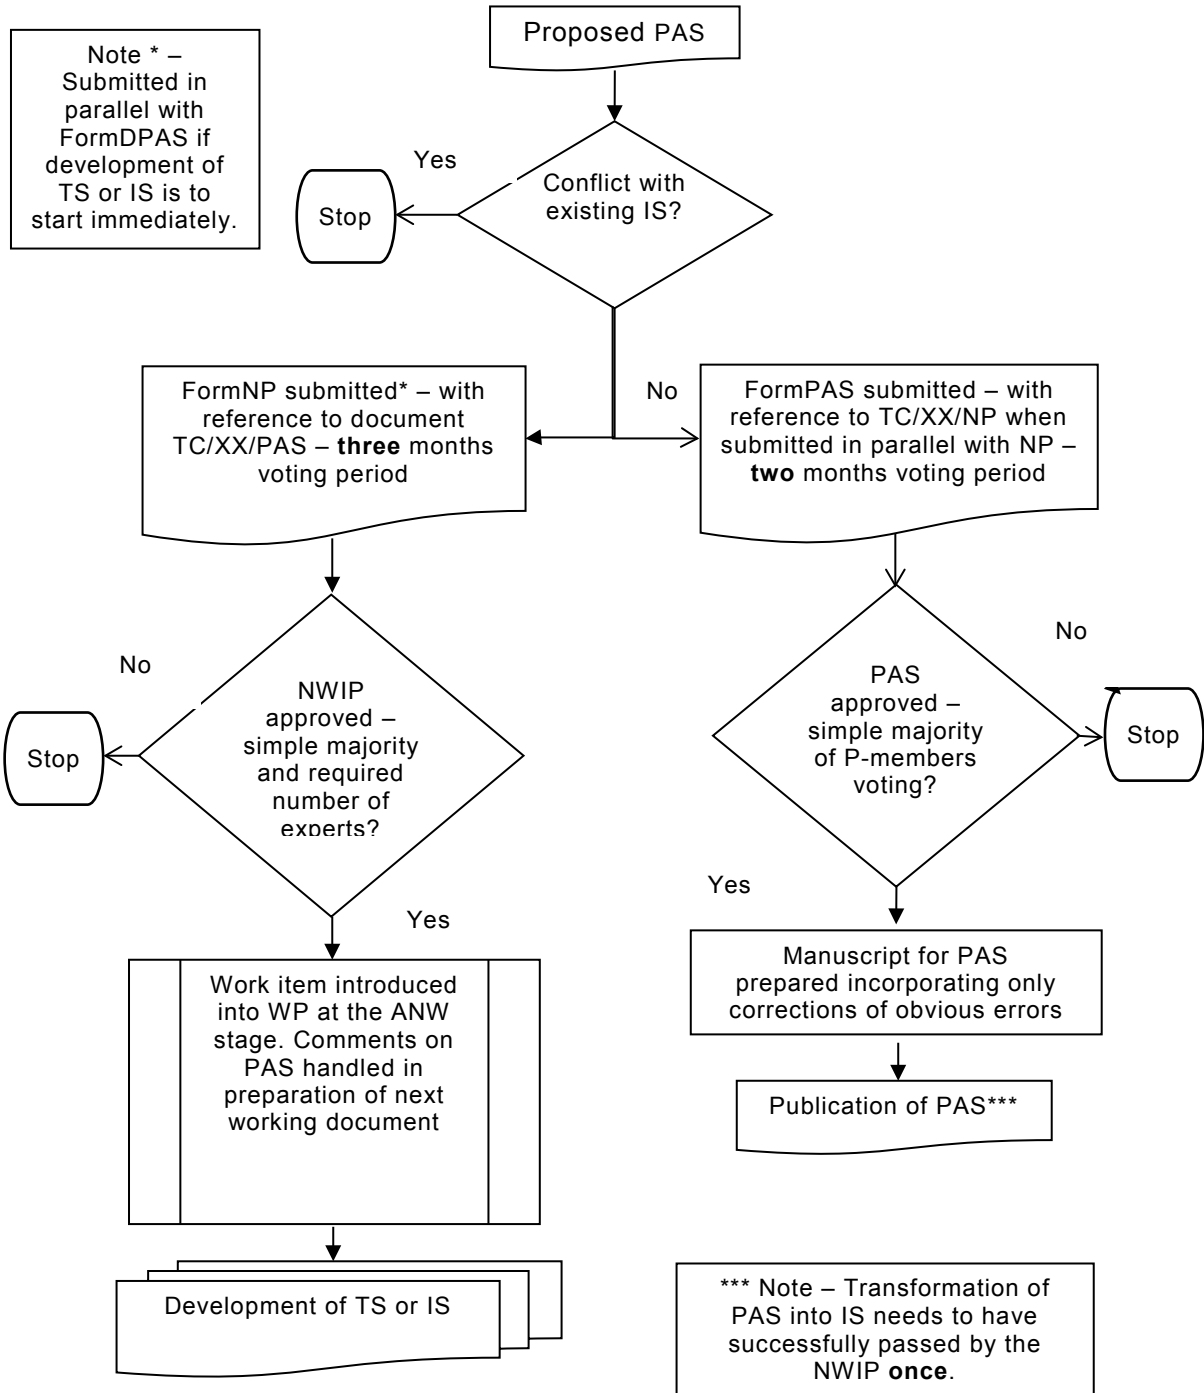 Proposed PAS
Note * –
Submitted in
parallel with
FormDPAS if
development of
TS or IS is to
start immediately.
Yes
Conflict with
existing IS?
Stop
FormNP submitted* – with
reference to document
TC/XX/PAS – three months
voting period
No
FormPAS submitted – with
reference to TC/XX/NP when
submitted in parallel with NP –
two months voting period
No
NWIP
approved –
simple majority
and required
number of
experts?
Stop
No
PAS
approved –
simple majority
of P-members
voting?
Stop
Yes
Yes
Work item introduced
into WP at the ANW
stage. Comments on
PAS handled in
preparation of next
working document
Manuscript for PAS
prepared incorporating only
corrections of obvious errors
Publication of PAS***
Development of TS or IS
*** Note – Transformation of
PAS into IS needs to have
successfully passed by the
NWIP once.